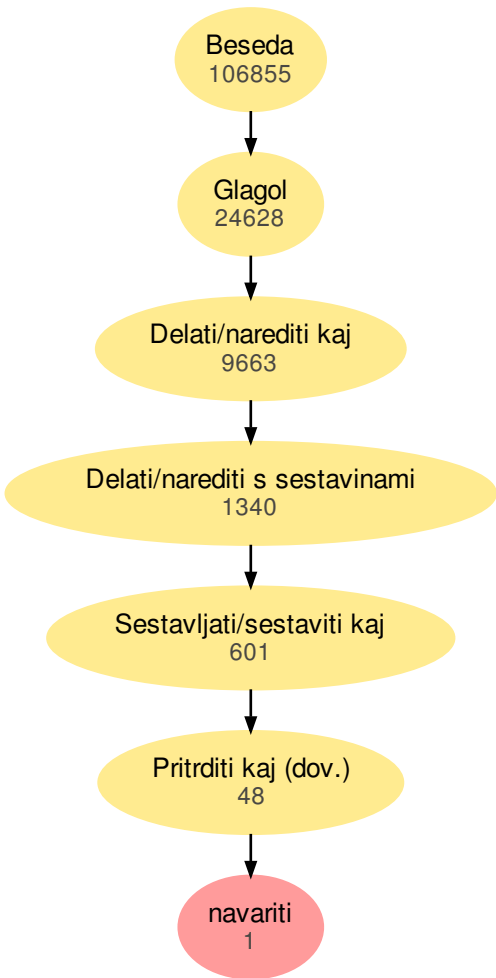 Beseda
106855
Glagol
24628
Delati/narediti kaj
9663
Delati/narediti s sestavinami
1340
Sestavljati/sestaviti kaj
601
Pritrditi kaj (dov.)
48
navariti
1